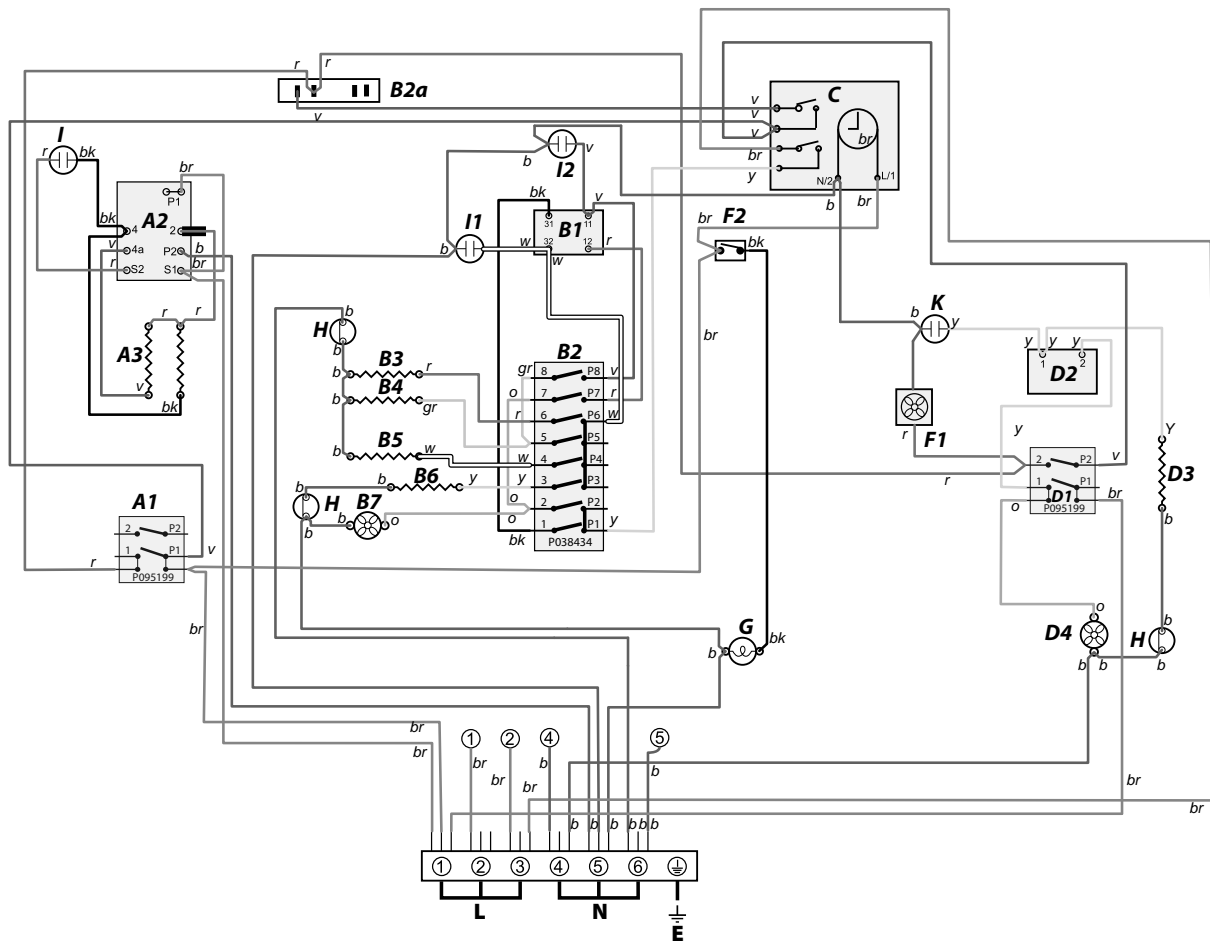 r r
B2a
C
v
v
v
br
y
br
N/2
L/1
b
br
v
I
r
bk
br
P1
A2
bk
4
2
v
4a
P2
b
r
S2
S1
br
b
I2
v
bk
v
31
11
B1
32
12
r
I1
b
w
w
F2
br
bk
br
K
b
y
y
y
y
1
2
D2
A3
r
r
v
bk
b
H
b
B3
b
r
B4
b
gr
B5
b
w
B6
b
y
H
b
B7
b
o
B2
gr
8
P8
v
o
7
P7
r
r
6
P6
w
5
P5
w
4
P4
y
3
P3
o
2
P2
o
1
P1
y
bk
P038434
F1
r
y
r
2
P2
v
1
P1
D1
br
o
P095199
Y
D3
b
A1
2
P2
1
P1
v
r
P095199
br
G
b
bk
o
D4
b
b
b
H
b
br
br
1
2
4
5
br
br
b
b
br
br
br
b
b
b
b
b
b
b
b
1
2
3
4
5
6
L
N
E